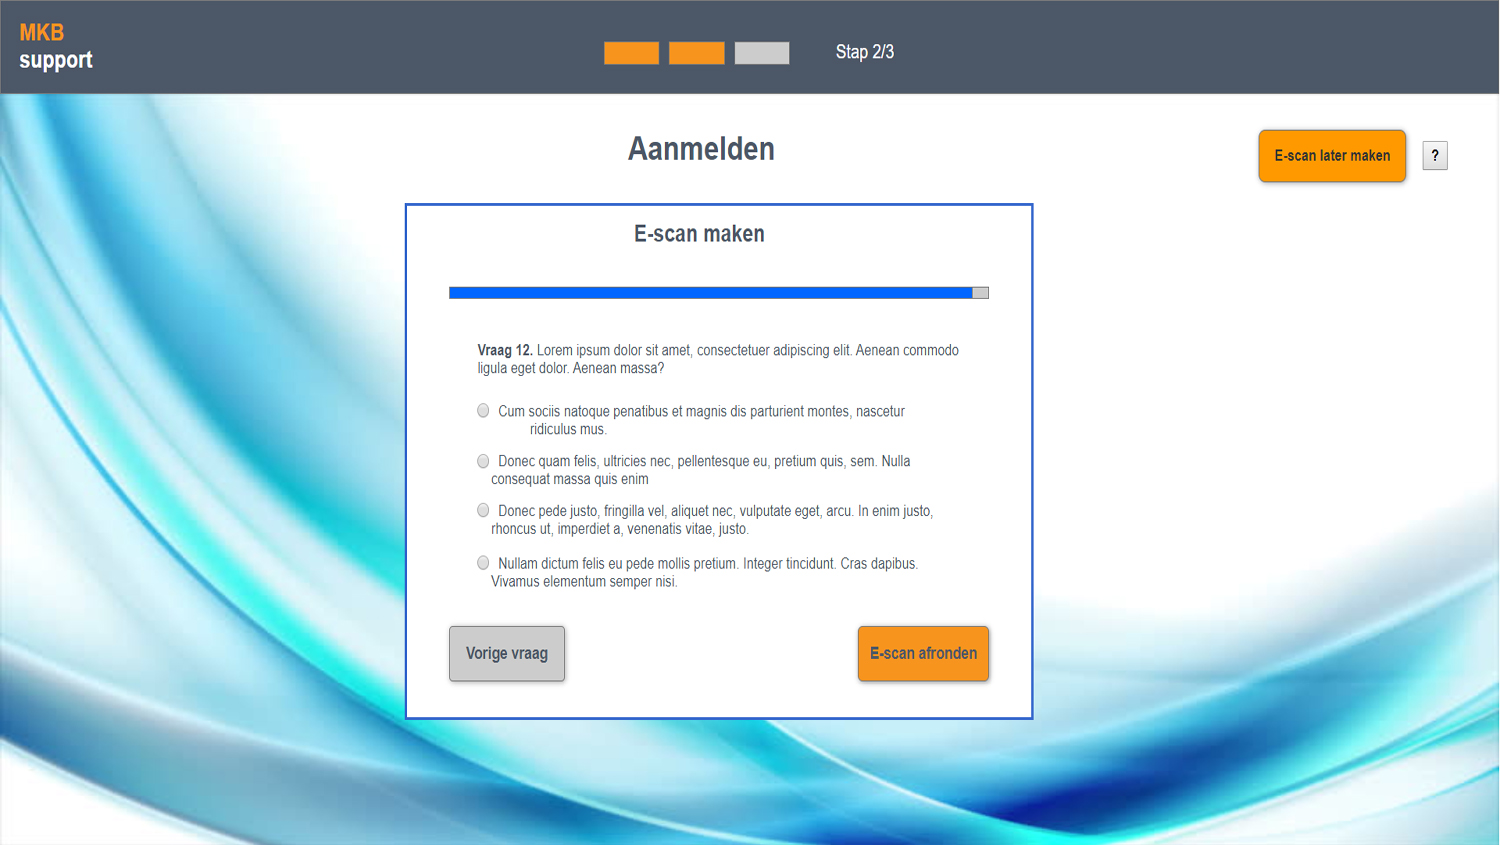 MKB
support
Stap 2/3
Aanmelden
E-scan later maken
?
E-scan maken
Vraag 12. Lorem ipsum dolor sit amet, consectetuer adipiscing elit. Aenean commodo
ligula eget dolor. Aenean massa?
Cum sociis natoque penatibus et magnis dis parturient montes, nascetur
ridiculus mus.
Donec quam felis, ultricies nec, pellentesque eu, pretium quis, sem. Nulla
consequat massa quis enim
Donec pede justo, fringilla vel, aliquet nec, vulputate eget, arcu. In enim justo,
rhoncus ut, imperdiet a, venenatis vitae, justo.
Nullam dictum felis eu pede mollis pretium. Integer tincidunt. Cras dapibus.
Vivamus elementum semper nisi.
Vorige vraag
E-scan afronden